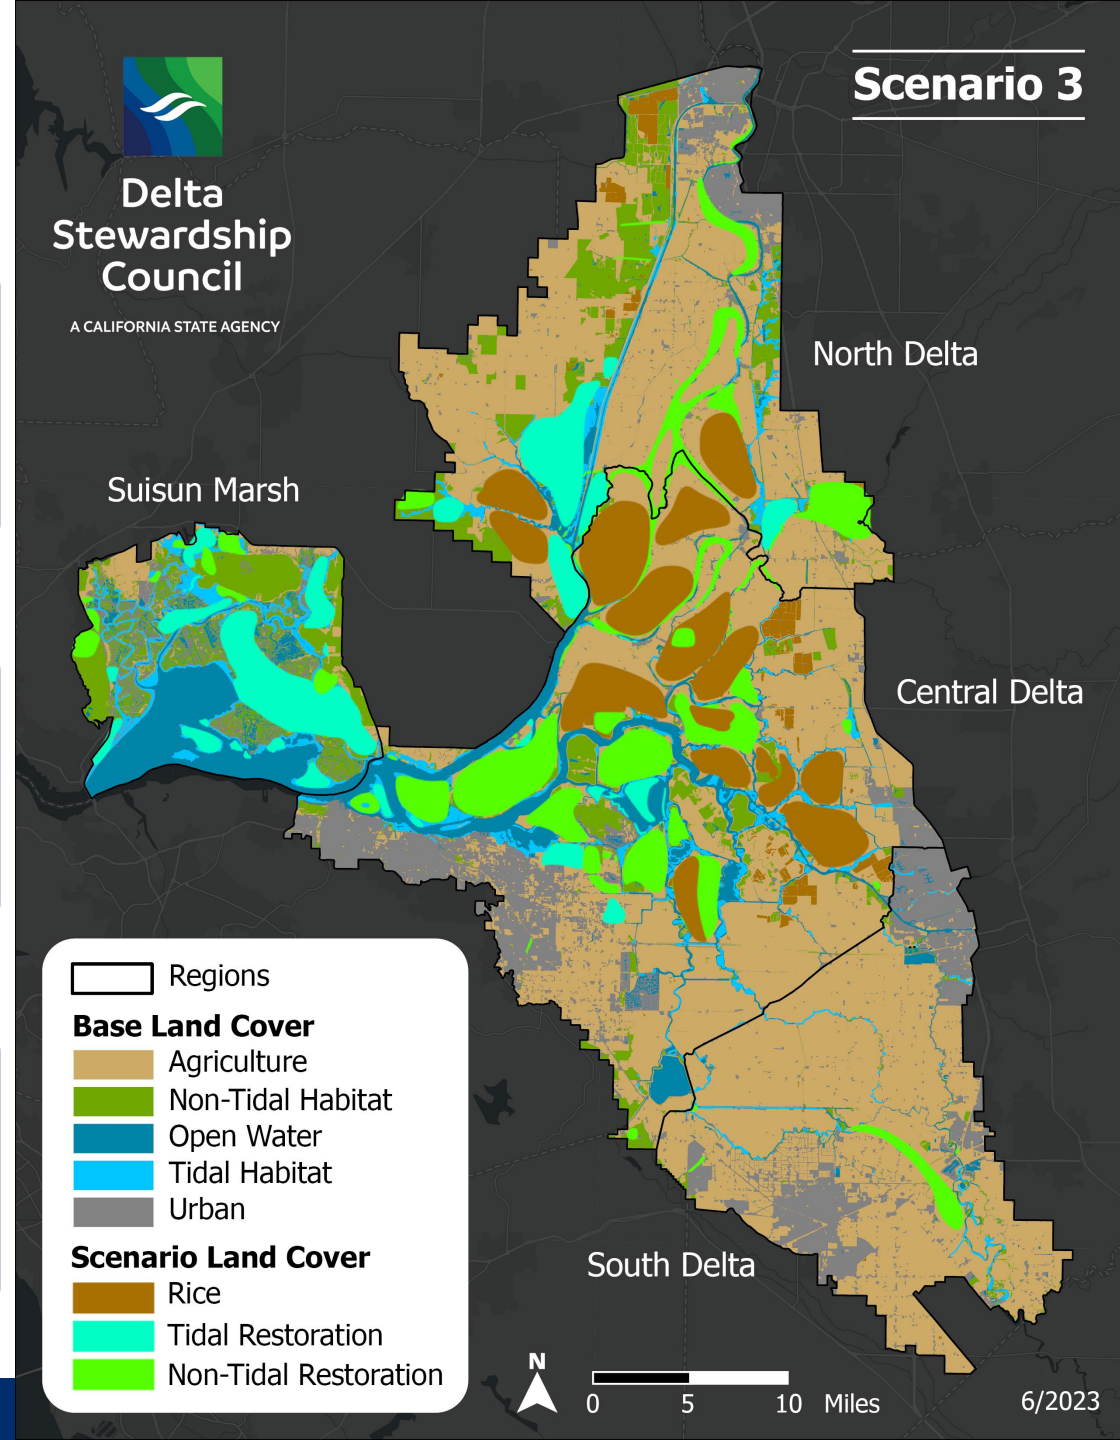 Scenario 3
Delta
Stewardship
Council
A CALIFORNIA STATE AGENCY
North Delta
Suisun Marsh
Central Delta
South Delta
Regions
Base Land Cover
Agriculture
Non-Tidal Habitat
Open Water
Tidal Habitat
Urban
Scenario Land Cover
Rice
Tidal Restoration
Non-Tidal Restoration
N
0 5 10 Miles
6/2023